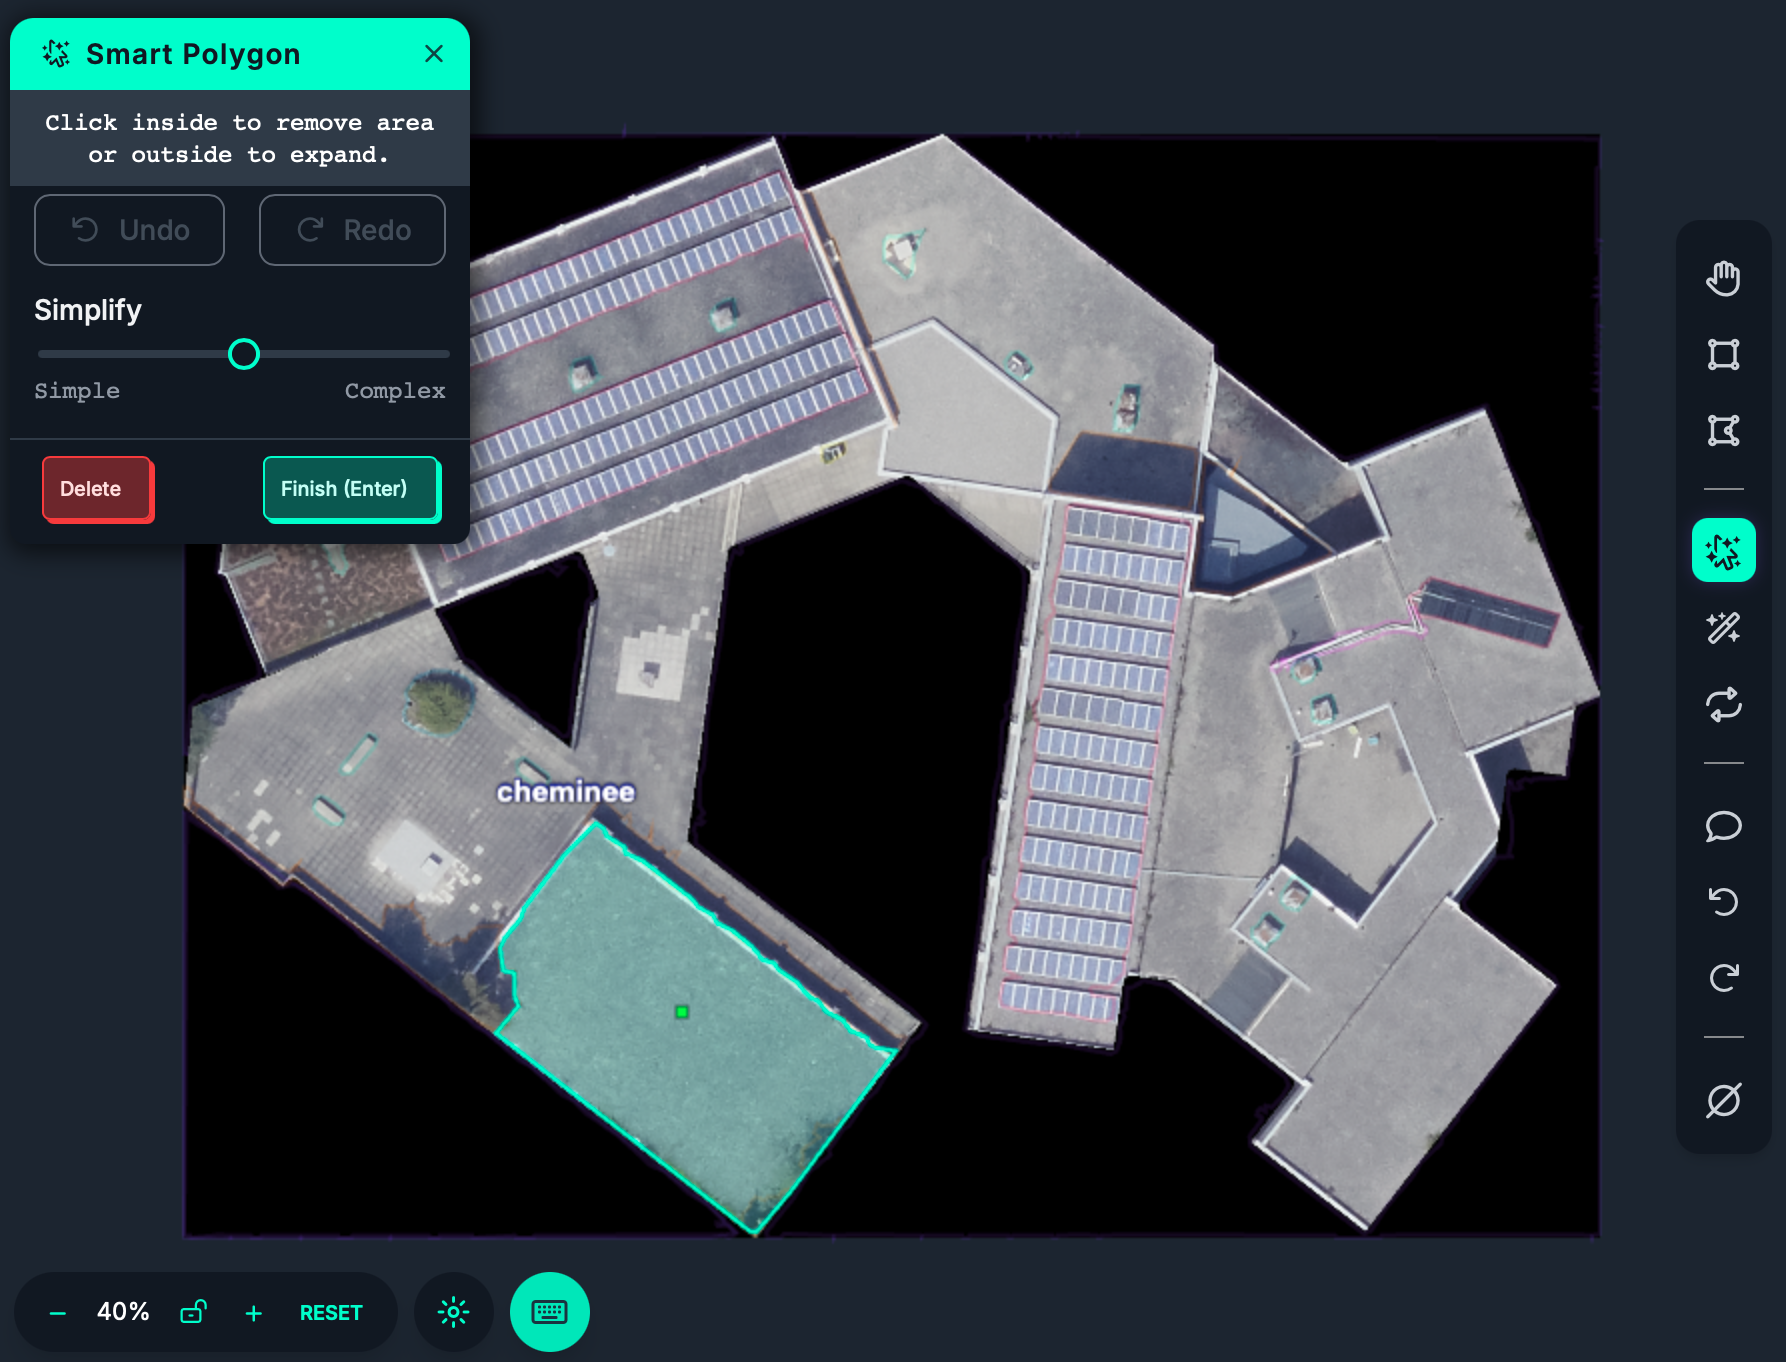 Smart Polygon
Click inside to remove area
or outside to expand.
Undo
Redo
Simplify
Simple
Complex
Delete
Finish (Enter)
cheminee
40%
RESET